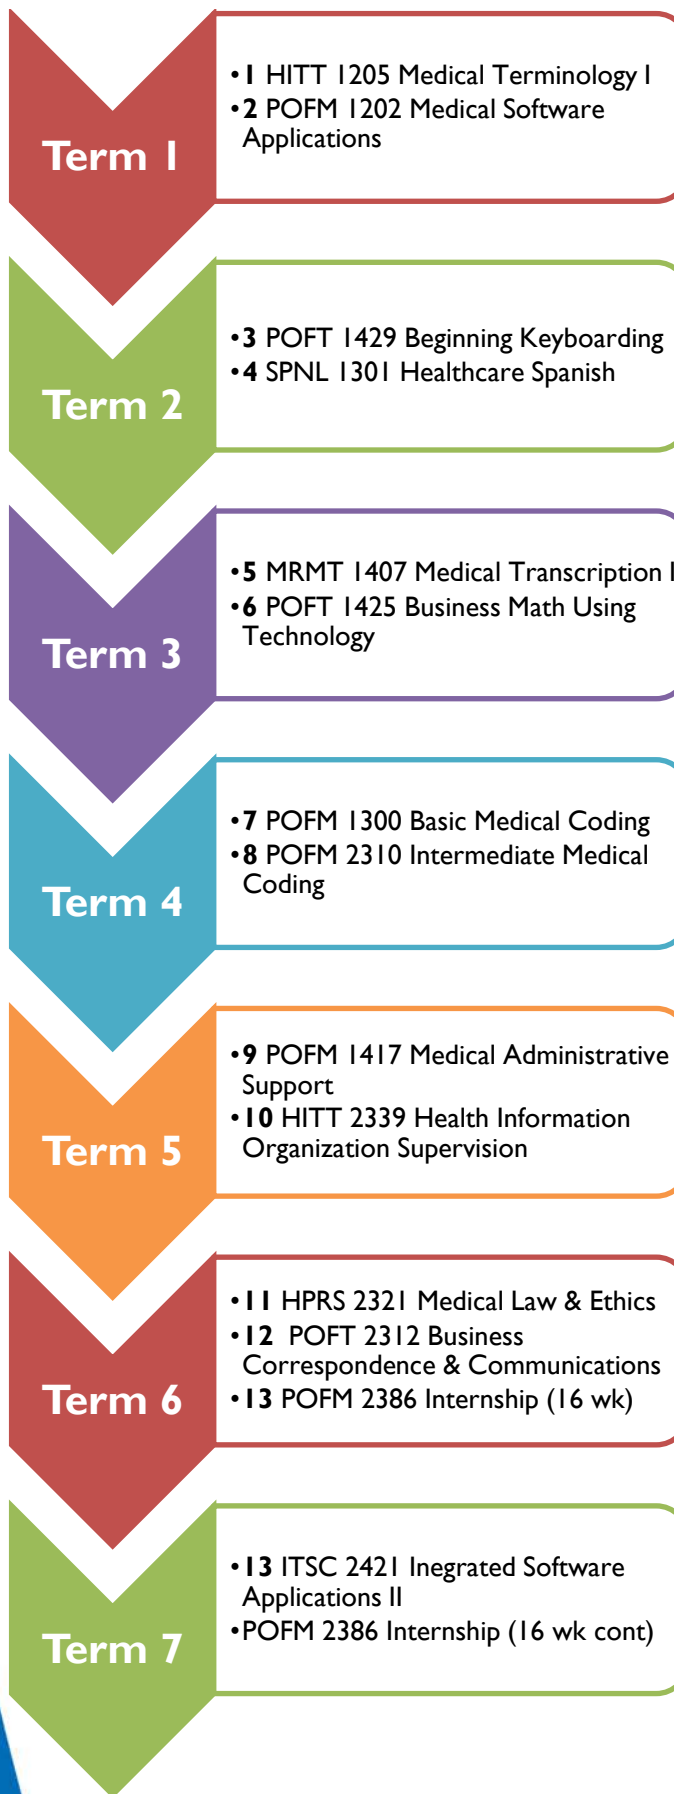 Term 1
•1 HITT 1205 Medical Terminology I
•2 POFM 1202 Medical Software
Applications
Term 2
•3 POFT 1429 Beginning Keyboarding
•4 SPNL 1301 Healthcare Spanish
Term 3
•5 MRMT 1407 Medical Transcription I
•6 POFT 1425 Business Math Using
Technology
Term 4
•7 POFM 1300 Basic Medical Coding
•8 POFM 2310 Intermediate Medical
Coding
Term 5
•9 POFM 1417 Medical Administrative
Support
•10 HITT 2339 Health Information
Organization Supervision
Term 6
•11 HPRS 2321 Medical Law & Ethics
•12 POFT 2312 Business
Correspondence & Communications
•13 POFM 2386 Internship (16 wk)
Term 7
•13 ITSC 2421 Inegrated Software
Applications II
•POFM 2386 Internship (16 wk cont)